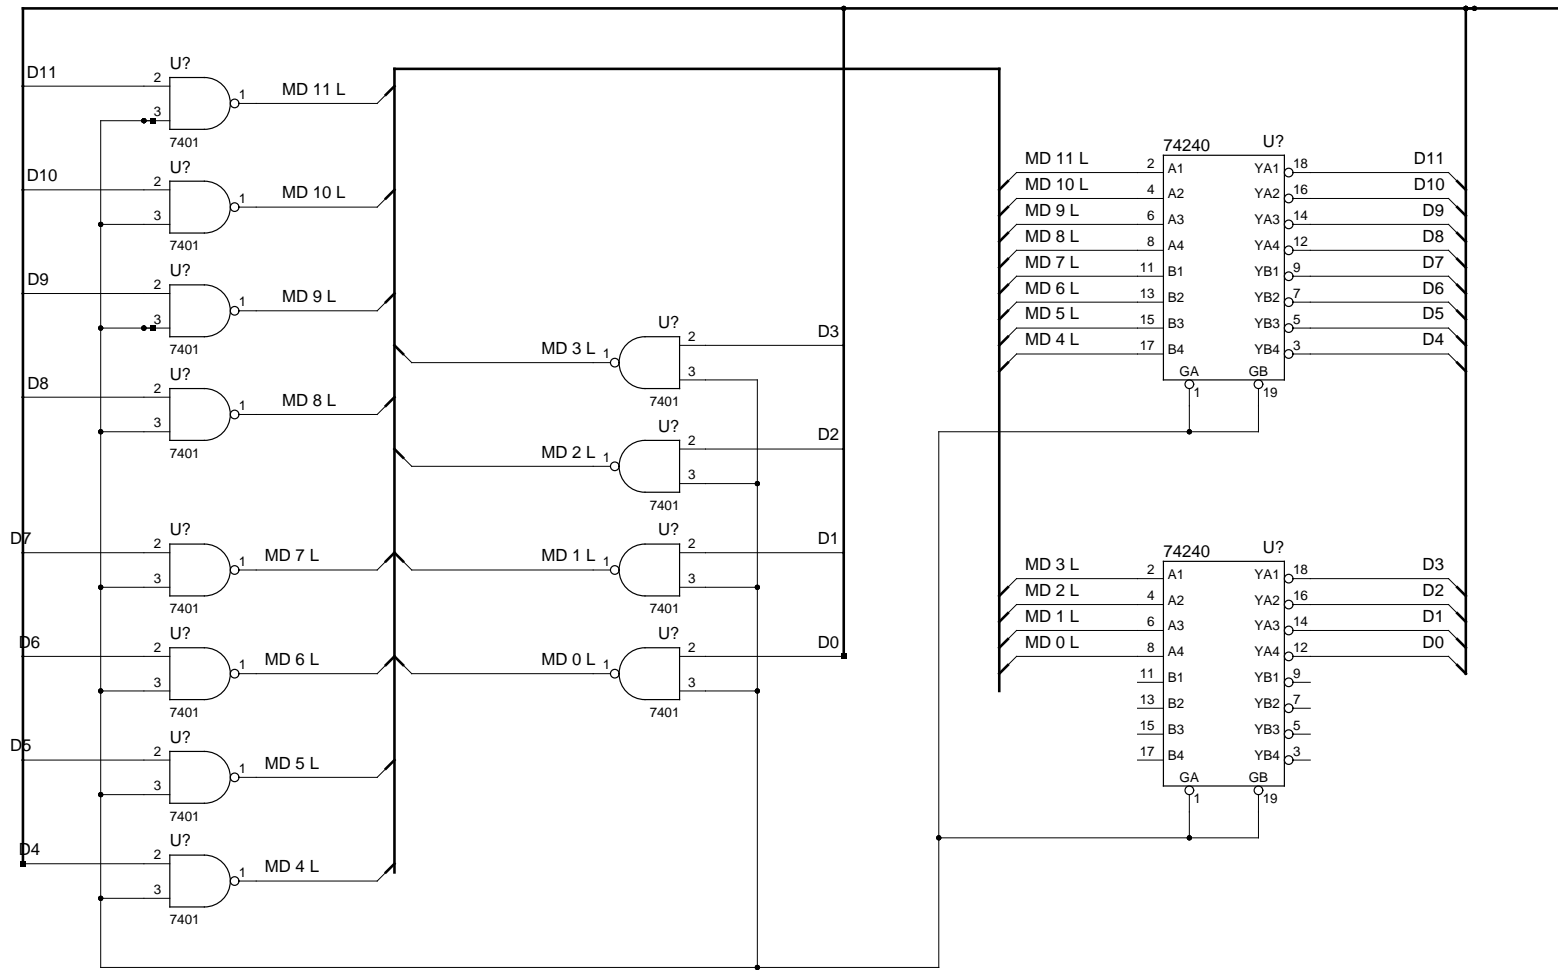 U?
D11
2
3
1
MD 11 L
7401
U?
D10
2
3
1
MD 10 L
7401
U?
D9
2
3
1
MD 9 L
7401
U?
D8
2
3
1
MD 8 L
7401
U?
D7
2
3
1
MD 7 L
7401
U?
D6
2
3
1
MD 6 L
7401
U?
D5
2
3
1
MD 5 L
7401
U?
D4
2
3
1
MD 4 L
7401
U?
MD 3 L
1
2
3
D3
7401
U?
MD 2 L
1
2
3
D2
7401
U?
MD 1 L
1
2
3
D1
7401
U?
MD 0 L
1
2
3
D0
7401
74240 U?
MD 11 L 2 A1 YA1 18 D11
MD 10 L 4 A2 YA2 16 D10
MD 9 L 6 A3 YA3 14 D9
MD 8 L 8 A4 YA4 12 D8
MD 7 L 11 B1 YB1 9 D7
MD 6 L 13 B2 YB2 7 D6
MD 5 L 15 B3 YB3 5 D5
MD 4 L 17 B4 YB4 3 D4
GA GB
1 19
74240 U?
MD 3 L 2 A1 YA1 18 D3
MD 2 L 4 A2 YA2 16 D2
MD 1 L 6 A3 YA3 14 D1
MD 0 L 8 A4 YA4 12 D0
11 B1 YB1 9
13 B2 YB2 7
15 B3 YB3 5
17 B4 YB4 3
GA GB
1 19